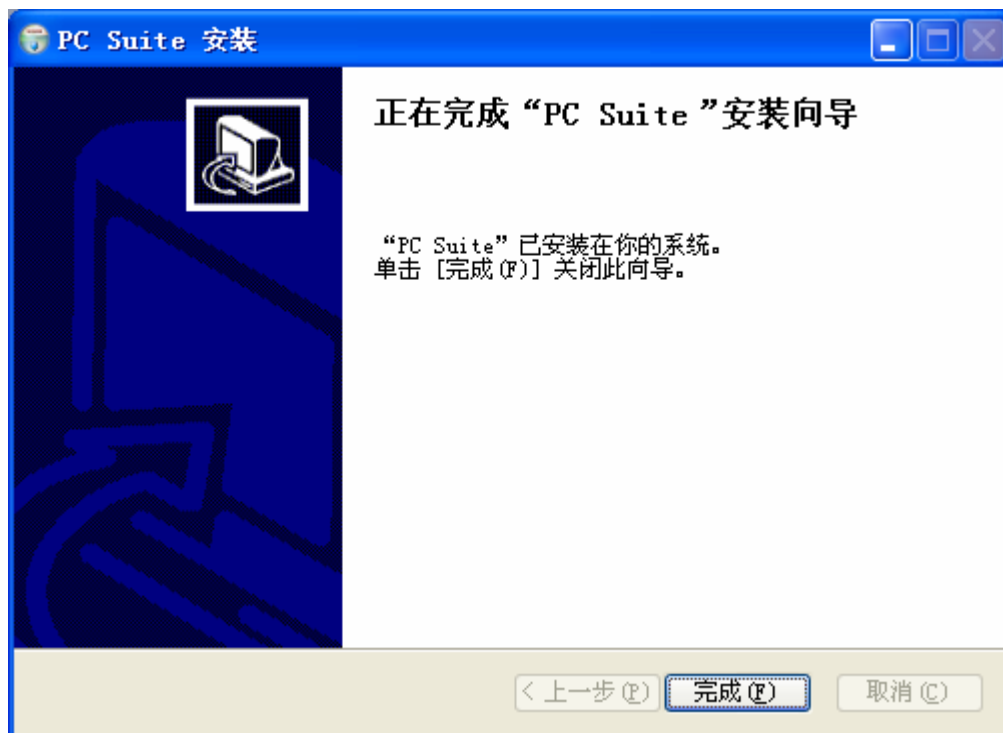 PC Suite 安装
正在完成“PC Suite”安装向导
“PC Suite”已安装在你的系统。
单击 [完成(F)] 关闭此向导。
< 上一步(P)
完成(F)
取消(C)